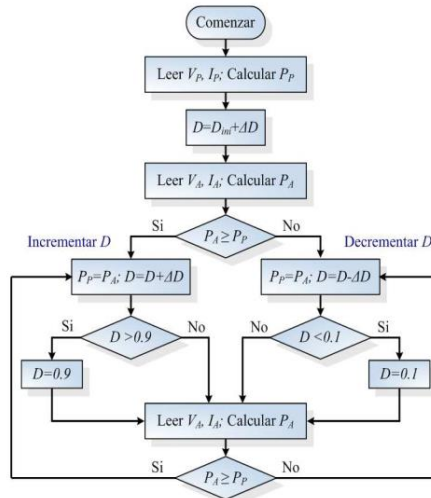 Comenzar
Leer V_P, I_P; Calcular P_P
D=D_ini+ΔD
Leer V_A, I_A; Calcular P_A
Si
No
Incrementar D
P_A ≥ P_P
Decrementar D
P_P=P_A; D=D+ΔD
P_P=P_A; D=D-ΔD
Si
D >0.9
No
No
D <0.1
Si
D=0.9
D=0.1
Leer V_A, I_A; Calcular P_A
Si
P_A ≥ P_P
No